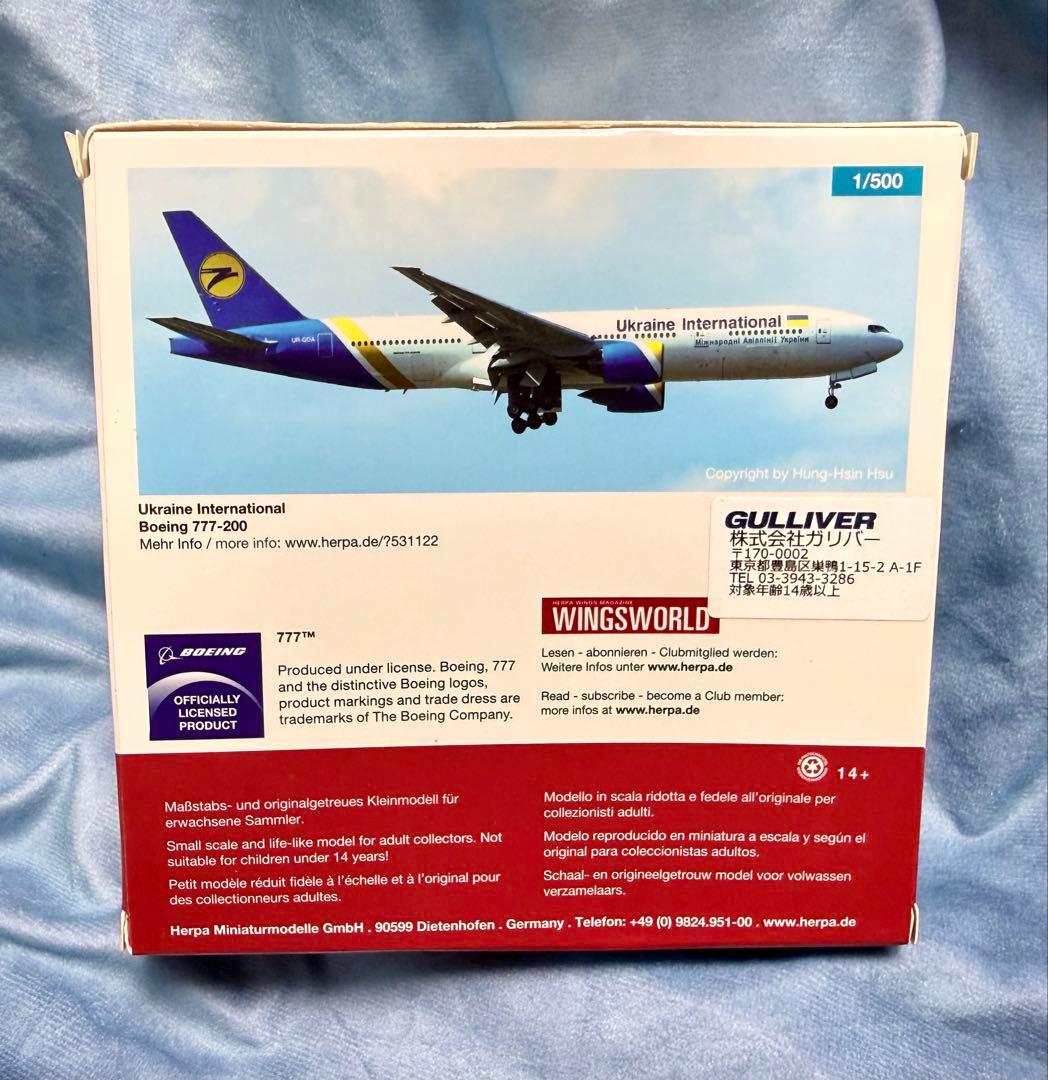 1/500
Ukraine International
Міжнародні Авіалінії України
UR-GOA
Copyright by Hung-Hsin Hsu
Ukraine International
Boeing 777-200
Mehr Info / more info: www.herpa.de/?531122
GULLIVER
株式会社ガリバー
〒170-0002
東京都豊島区巣鴨1-15-2 A-1F
TEL 03-3943-3286
対象年齢14歳以上
HERPA WINGS MAGAZINE
WINGSWORLD
Lesen - abonnieren - Clubmitglied werden:
Weitere Infos unter www.herpa.de
Read - subscribe - become a Club member:
more infos at www.herpa.de
BOEING
OFFICIALLY
LICENSED
PRODUCT
777™
Produced under license. Boeing, 777
and the distinctive Boeing logos,
product markings and trade dress are
trademarks of The Boeing Company.
14+
Maßstabs- und originalgetreues Kleinmodell für
erwachsene Sammler.
Small scale and life-like model for adult collectors. Not
suitable for children under 14 years!
Petit modèle réduit fidèle à l'échelle et à l'original pour
des collectionneurs adultes.
Modello in scala ridotta e fedele all'originale per
collezionisti adulti.
Modelo reproducido en miniatura a escala y según el
original para coleccionistas adultos.
Schaal- en origineelgetrouw model voor volwassen
verzamelaars.
Herpa Miniaturmodelle GmbH . 90599 Dietenhofen . Germany . Telefon: +49 (0) 9824.951-00 . www.herpa.de